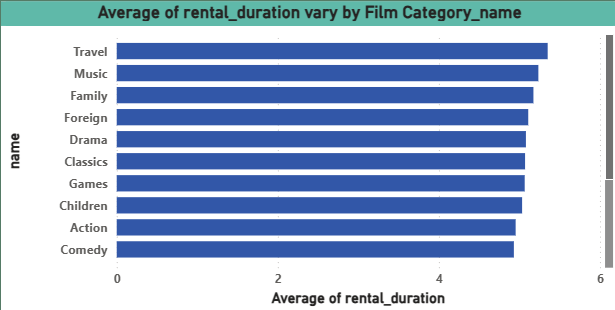 Average of rental_duration vary by Film Category_name
name
Travel
Music
Family
Foreign
Drama
Classics
Games
Children
Action
Comedy
0 2 4 6
Average of rental_duration